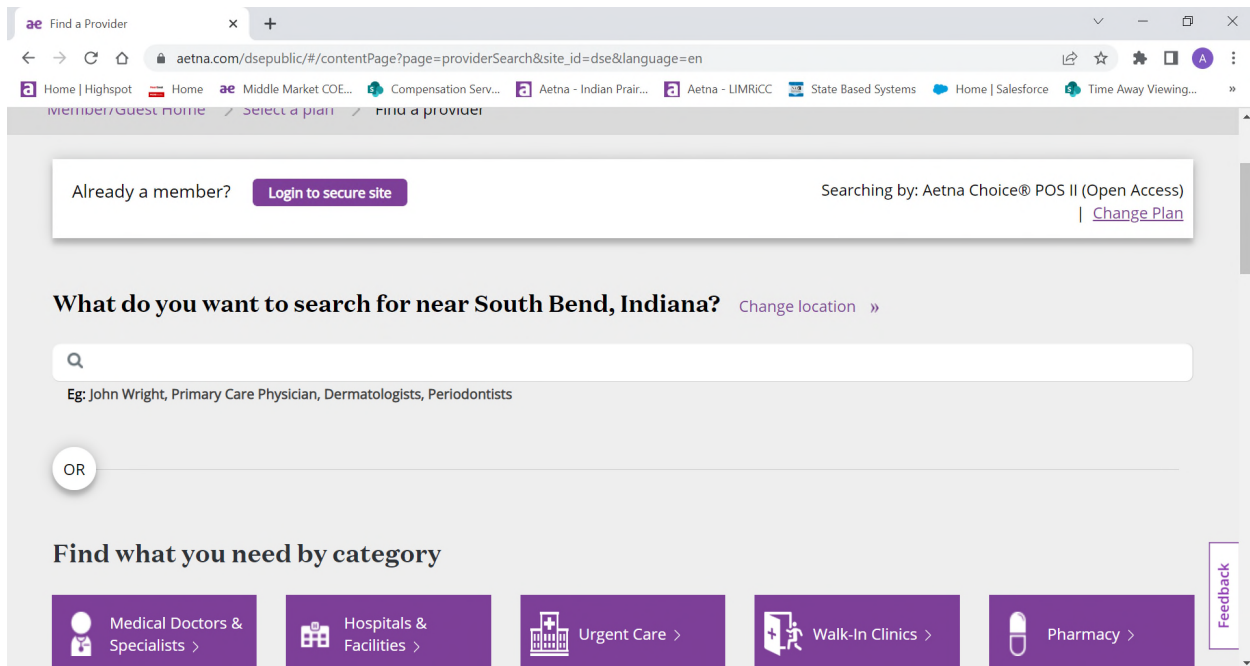 ae Find a Provider
aetna.com/dsepublic/#/contentPage?page=providerSearch&site_id=dse&language=en
A
a Home | Highspot Home ae Middle Market COE... S Compensation Serv... a Aetna - Indian Prair... a Aetna - LIMRiCC State Based Systems Home | Salesforce S Time Away Viewing... »
Member/Guest Home > Select a plan > Find a provider
Already a member? Login to secure site
Searching by: Aetna Choice® POS II (Open Access)
| Change Plan
What do you want to search for near South Bend, Indiana? Change location »
Eg: John Wright, Primary Care Physician, Dermatologists, Periodontists
OR
Find what you need by category
Feedback
Medical Doctors &
Specialists >
Hospitals &
Facilities >
Urgent Care >
Walk-In Clinics >
Pharmacy >